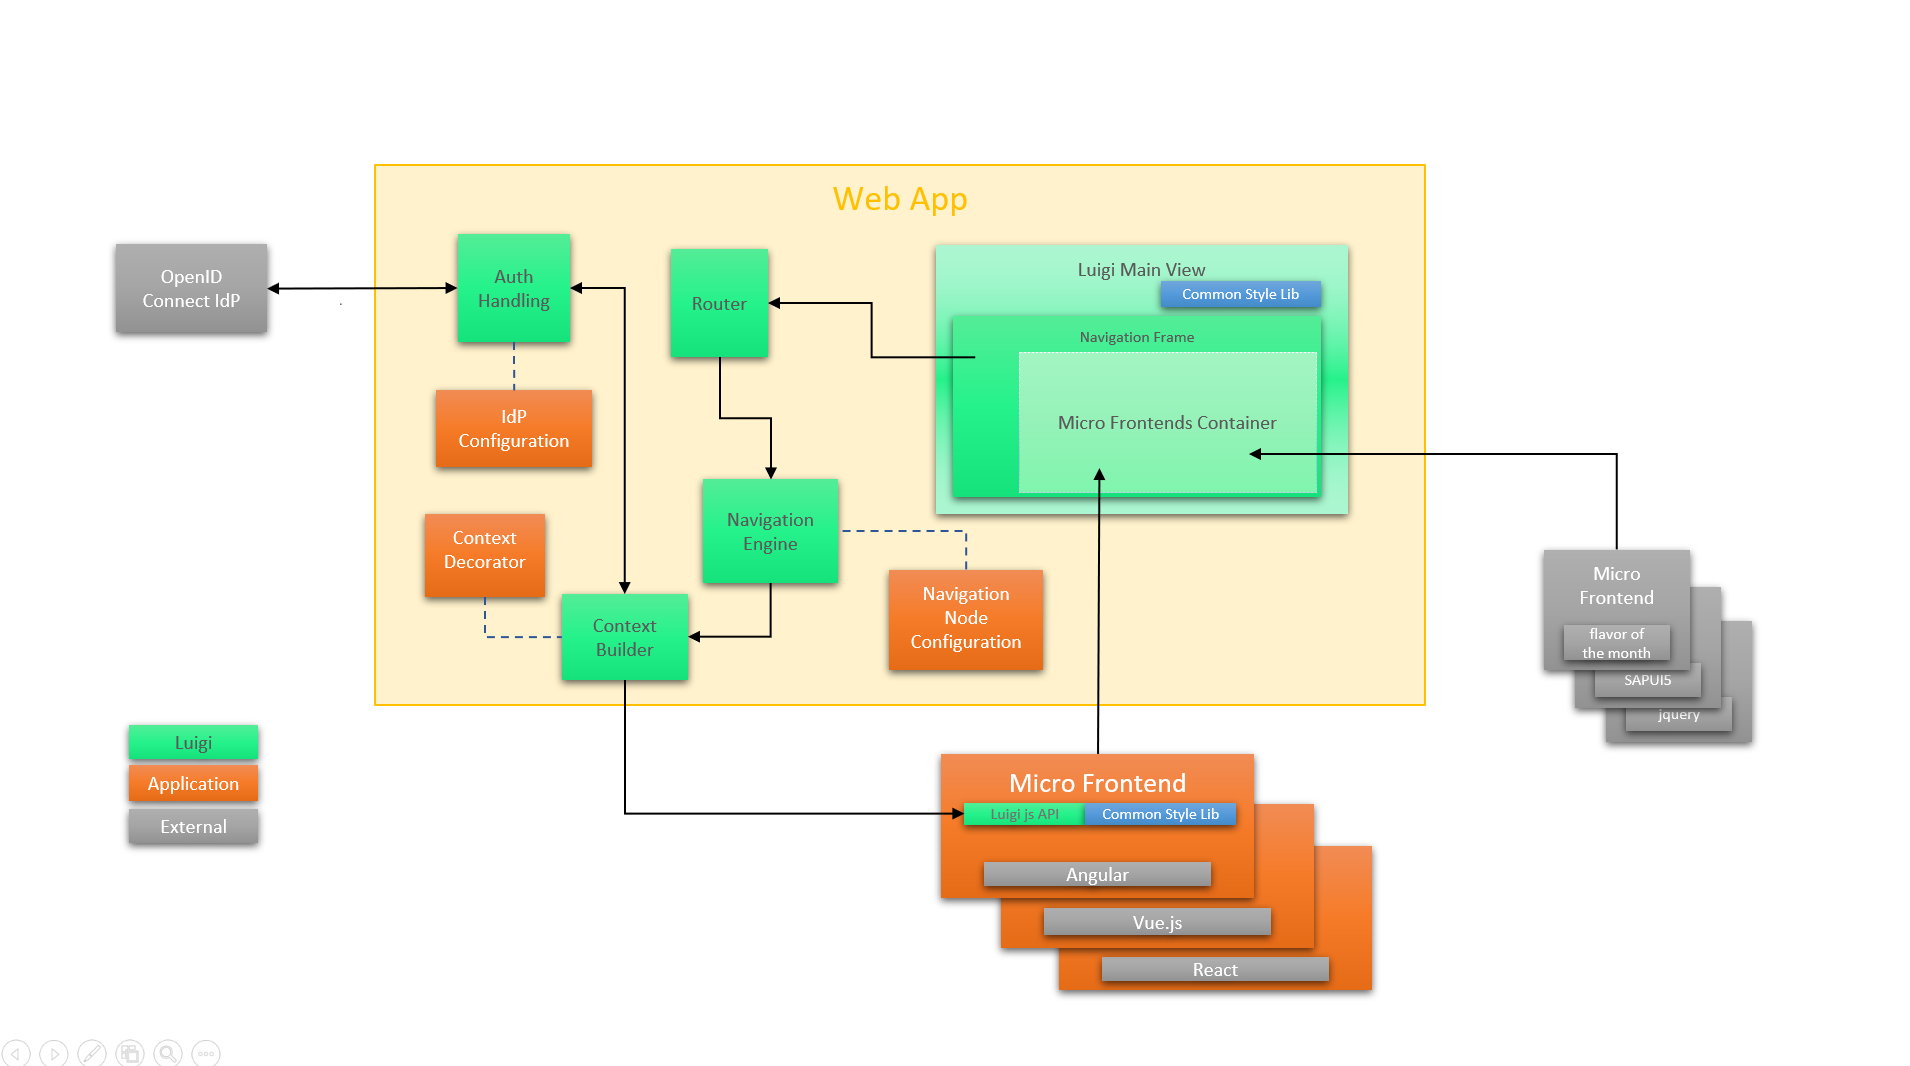 Web App
OpenID
Connect IdP
Auth
Handling
Router
Luigi Main View
Common Style Lib
Navigation Frame
Micro Frontends Container
IdP
Configuration
Context
Decorator
Navigation
Engine
Context
Builder
Navigation
Node
Configuration
Micro
Frontend
flavor of
the month
SAPUI5
jquery
Luigi
Application
External
Micro Frontend
Luigi js API
Common Style Lib
Angular
Vue.js
React